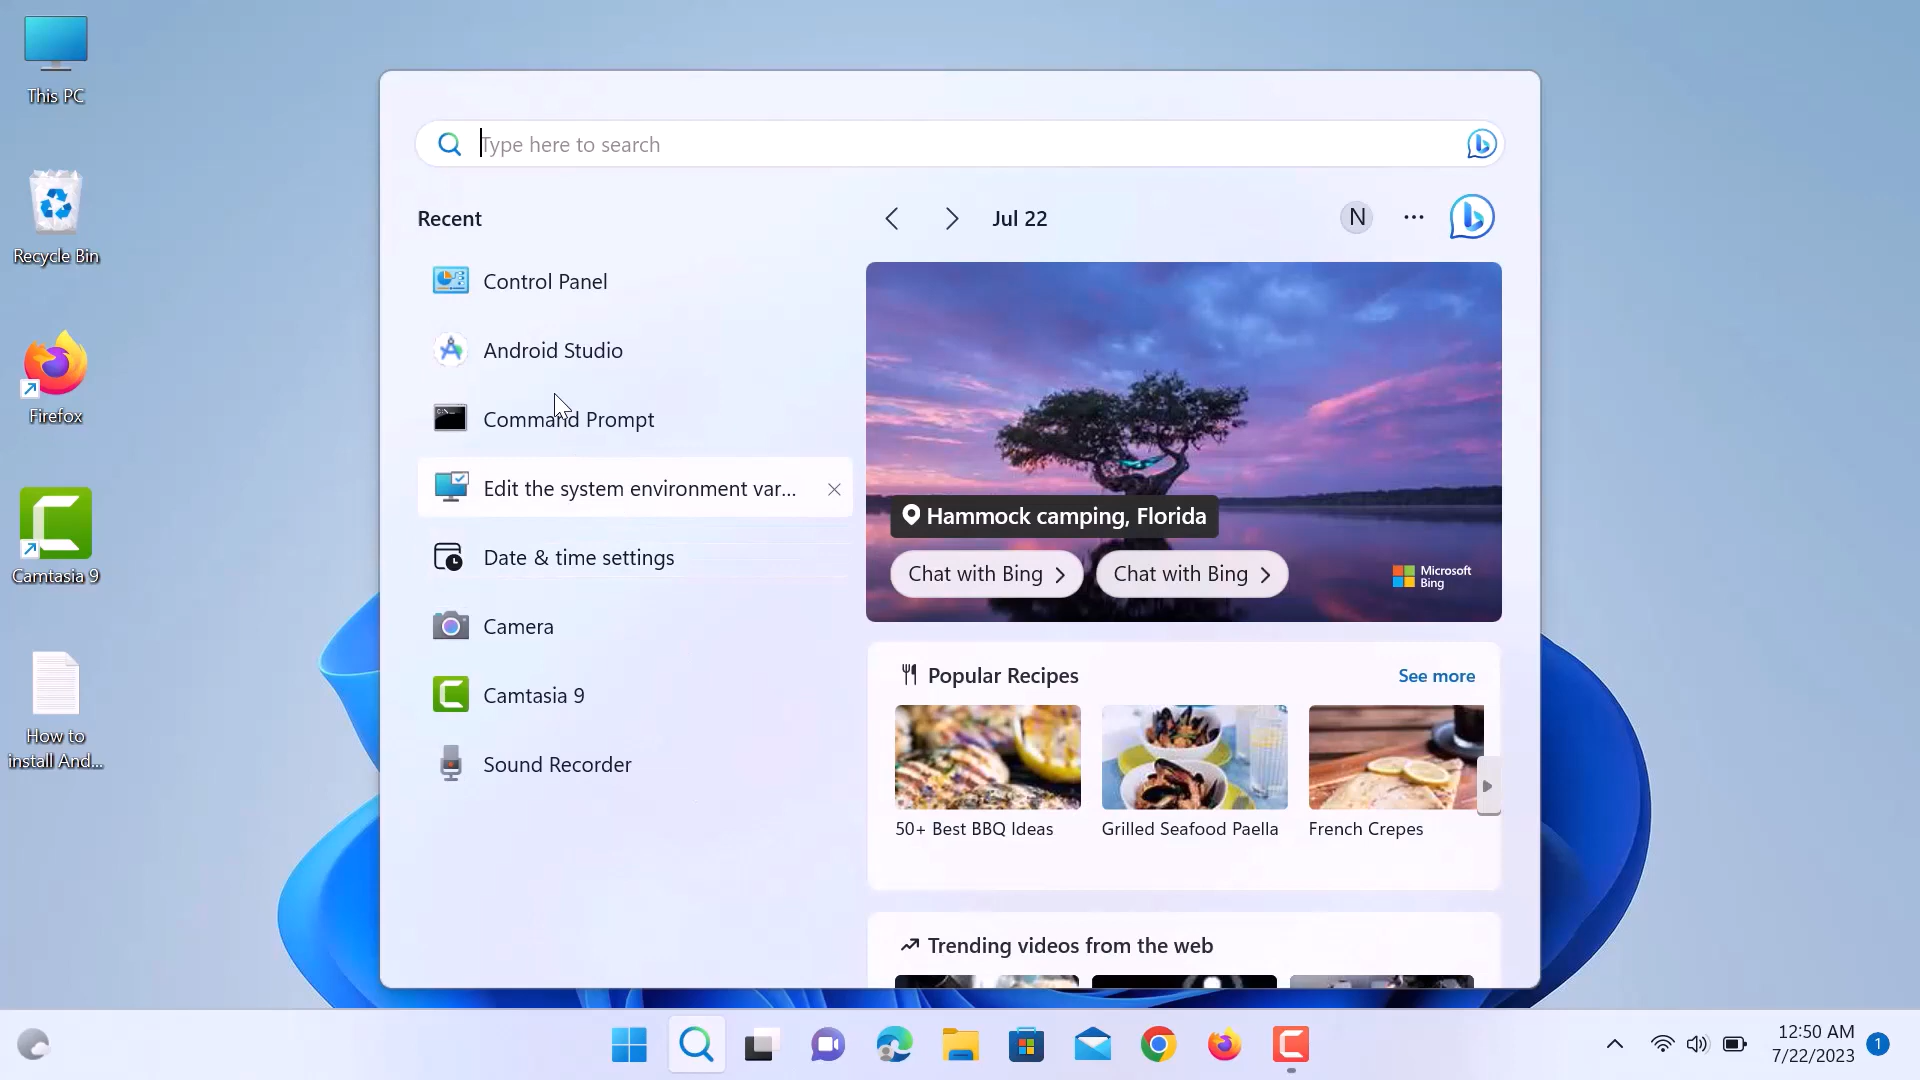 This PC
Recycle Bin
Firefox
Camtasia 9
How to
install And...
Type here to search
Recent
Control Panel
Android Studio
Command Prompt
Edit the system environment var...
Date & time settings
Camera
Camtasia 9
Sound Recorder
Jul 22
N
Hammock camping, Florida
Chat with Bing
Chat with Bing
Microsoft
Bing
Popular Recipes
See more
50+ Best BBQ Ideas
Grilled Seafood Paella
French Crepes
Trending videos from the web
12:50 AM
7/22/2023
1